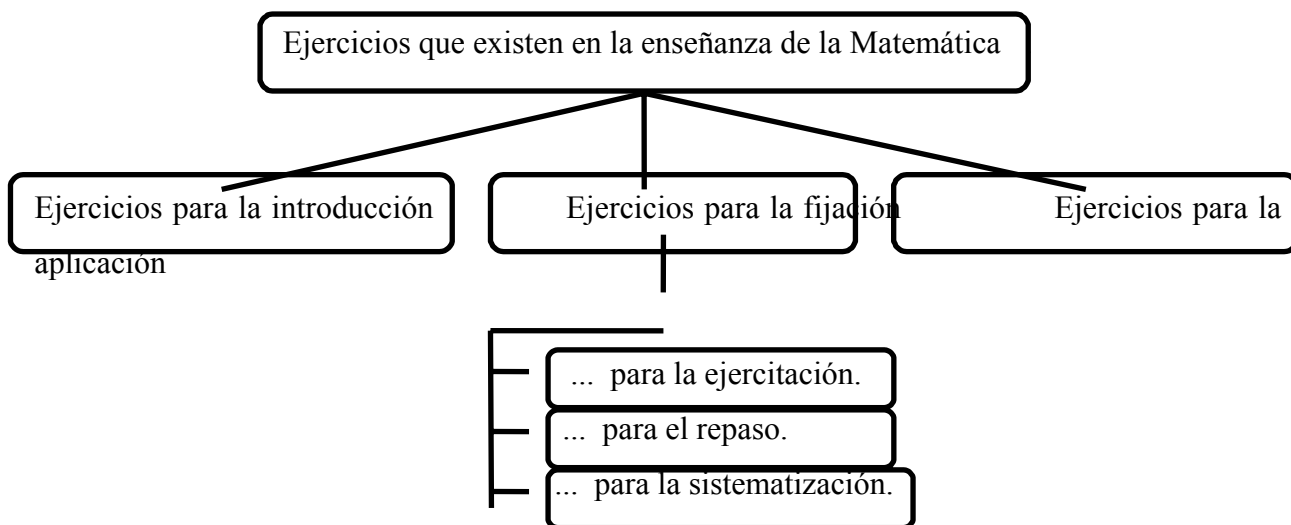 Ejercicios que existen en la enseñanza de la Matemática
Ejercicios para la introducción Ejercicios para la fijación Ejercicios para la
aplicación
... para la ejercitación.
... para el repaso.
... para la sistematización.